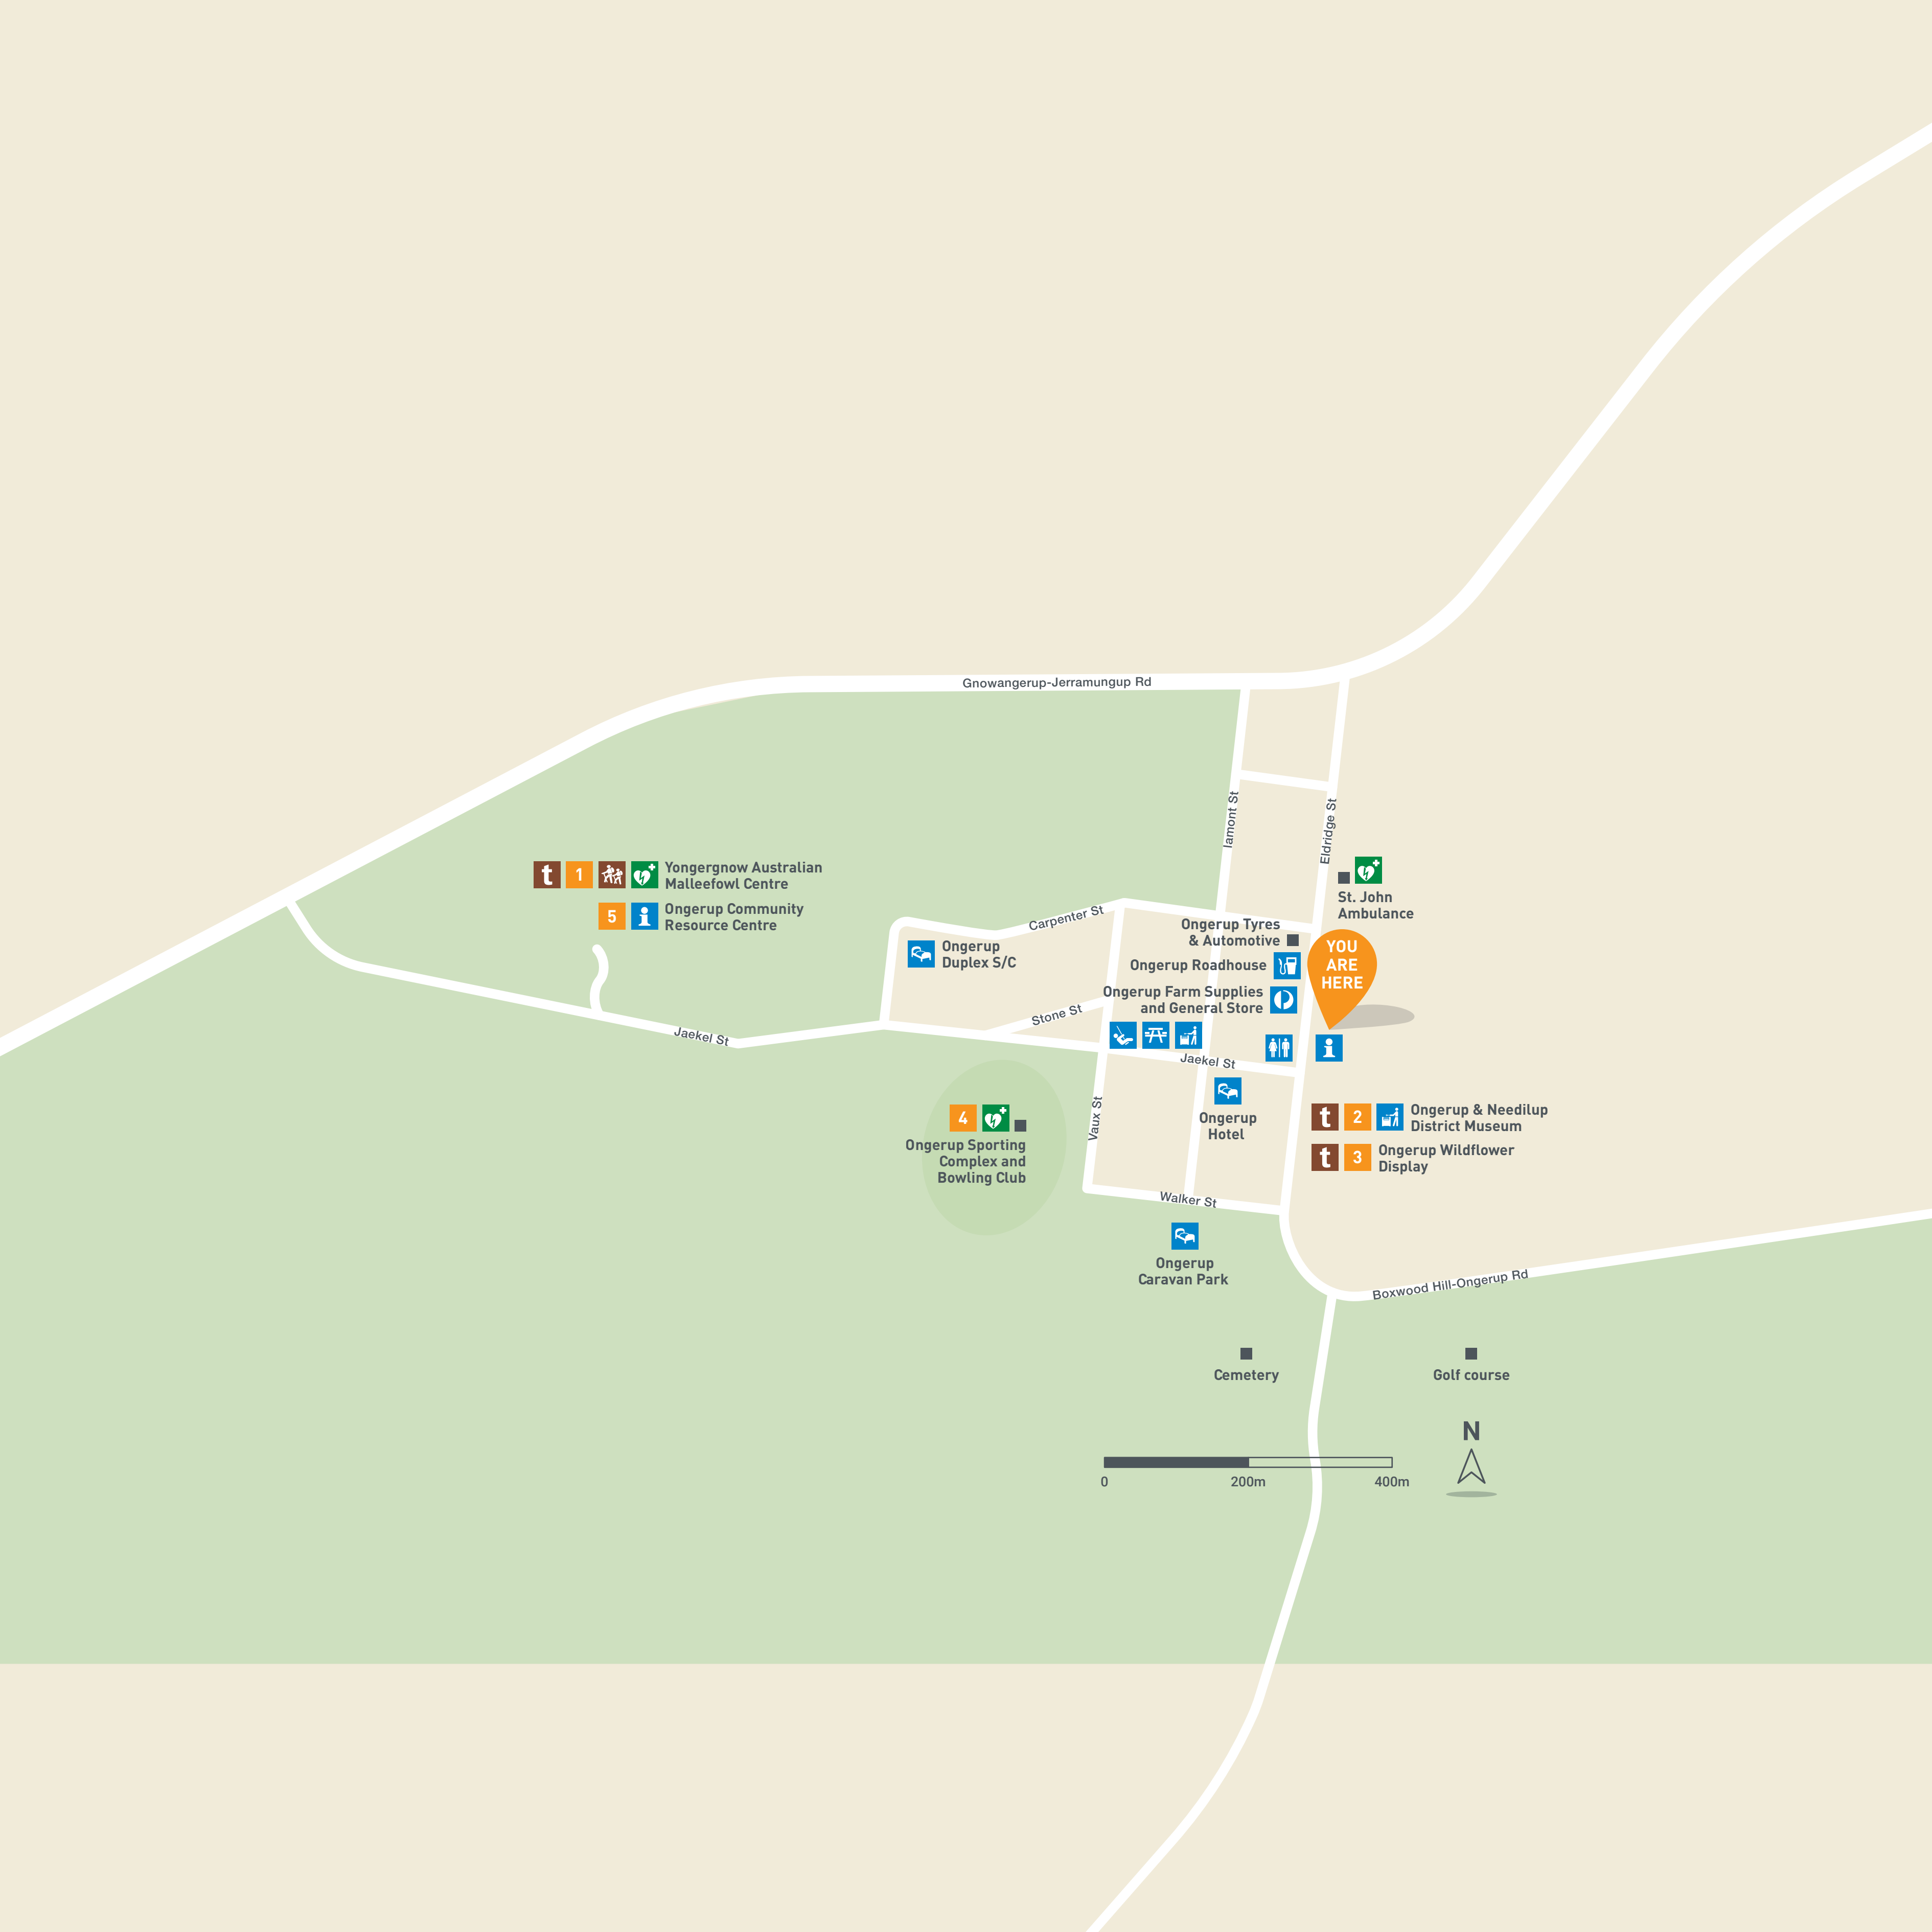 Gnowangerup-Jerramungup Rd
lamont St
Eldridge St
t
1
Yongergnow Australian
Malleefowl Centre
5
i
Ongerup Community
Resource Centre
St. John
Ambulance
Carpenter St
Ongerup
Duplex S/C
Ongerup Tyres
& Automotive
Ongerup Roadhouse
YOU
ARE
HERE
Ongerup Farm Supplies
and General Store
Stone St
Jaekel St
Jaekel St
i
4
Ongerup Sporting
Complex and
Bowling Club
Vaux St
Ongerup
Hotel
t
2
Ongerup & Needilup
District Museum
t
3
Ongerup Wildflower
Display
Walker St
Ongerup
Caravan Park
Boxwood Hill-Ongerup Rd
Cemetery
Golf course
N
0
200m
400m